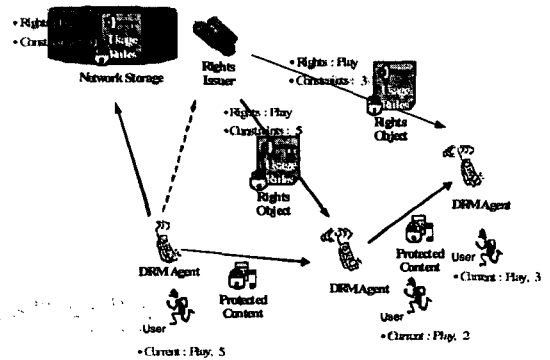 • Rights
• Constraints
Usage
Rules
Network Storage
Rights
Issuer
• Rights : Play
• Constraints : 3
Usage
Rules
Rights
Object
• Rights : Play
• Constraints : 5
Usage
Rules
Rights
Object
DRM Agent
DRM Agent
Protected
Content
User
• Current : Play, 3
DRM Agent
Protected
Content
User
• Current : Play, 2
User
• Current : Play, 5